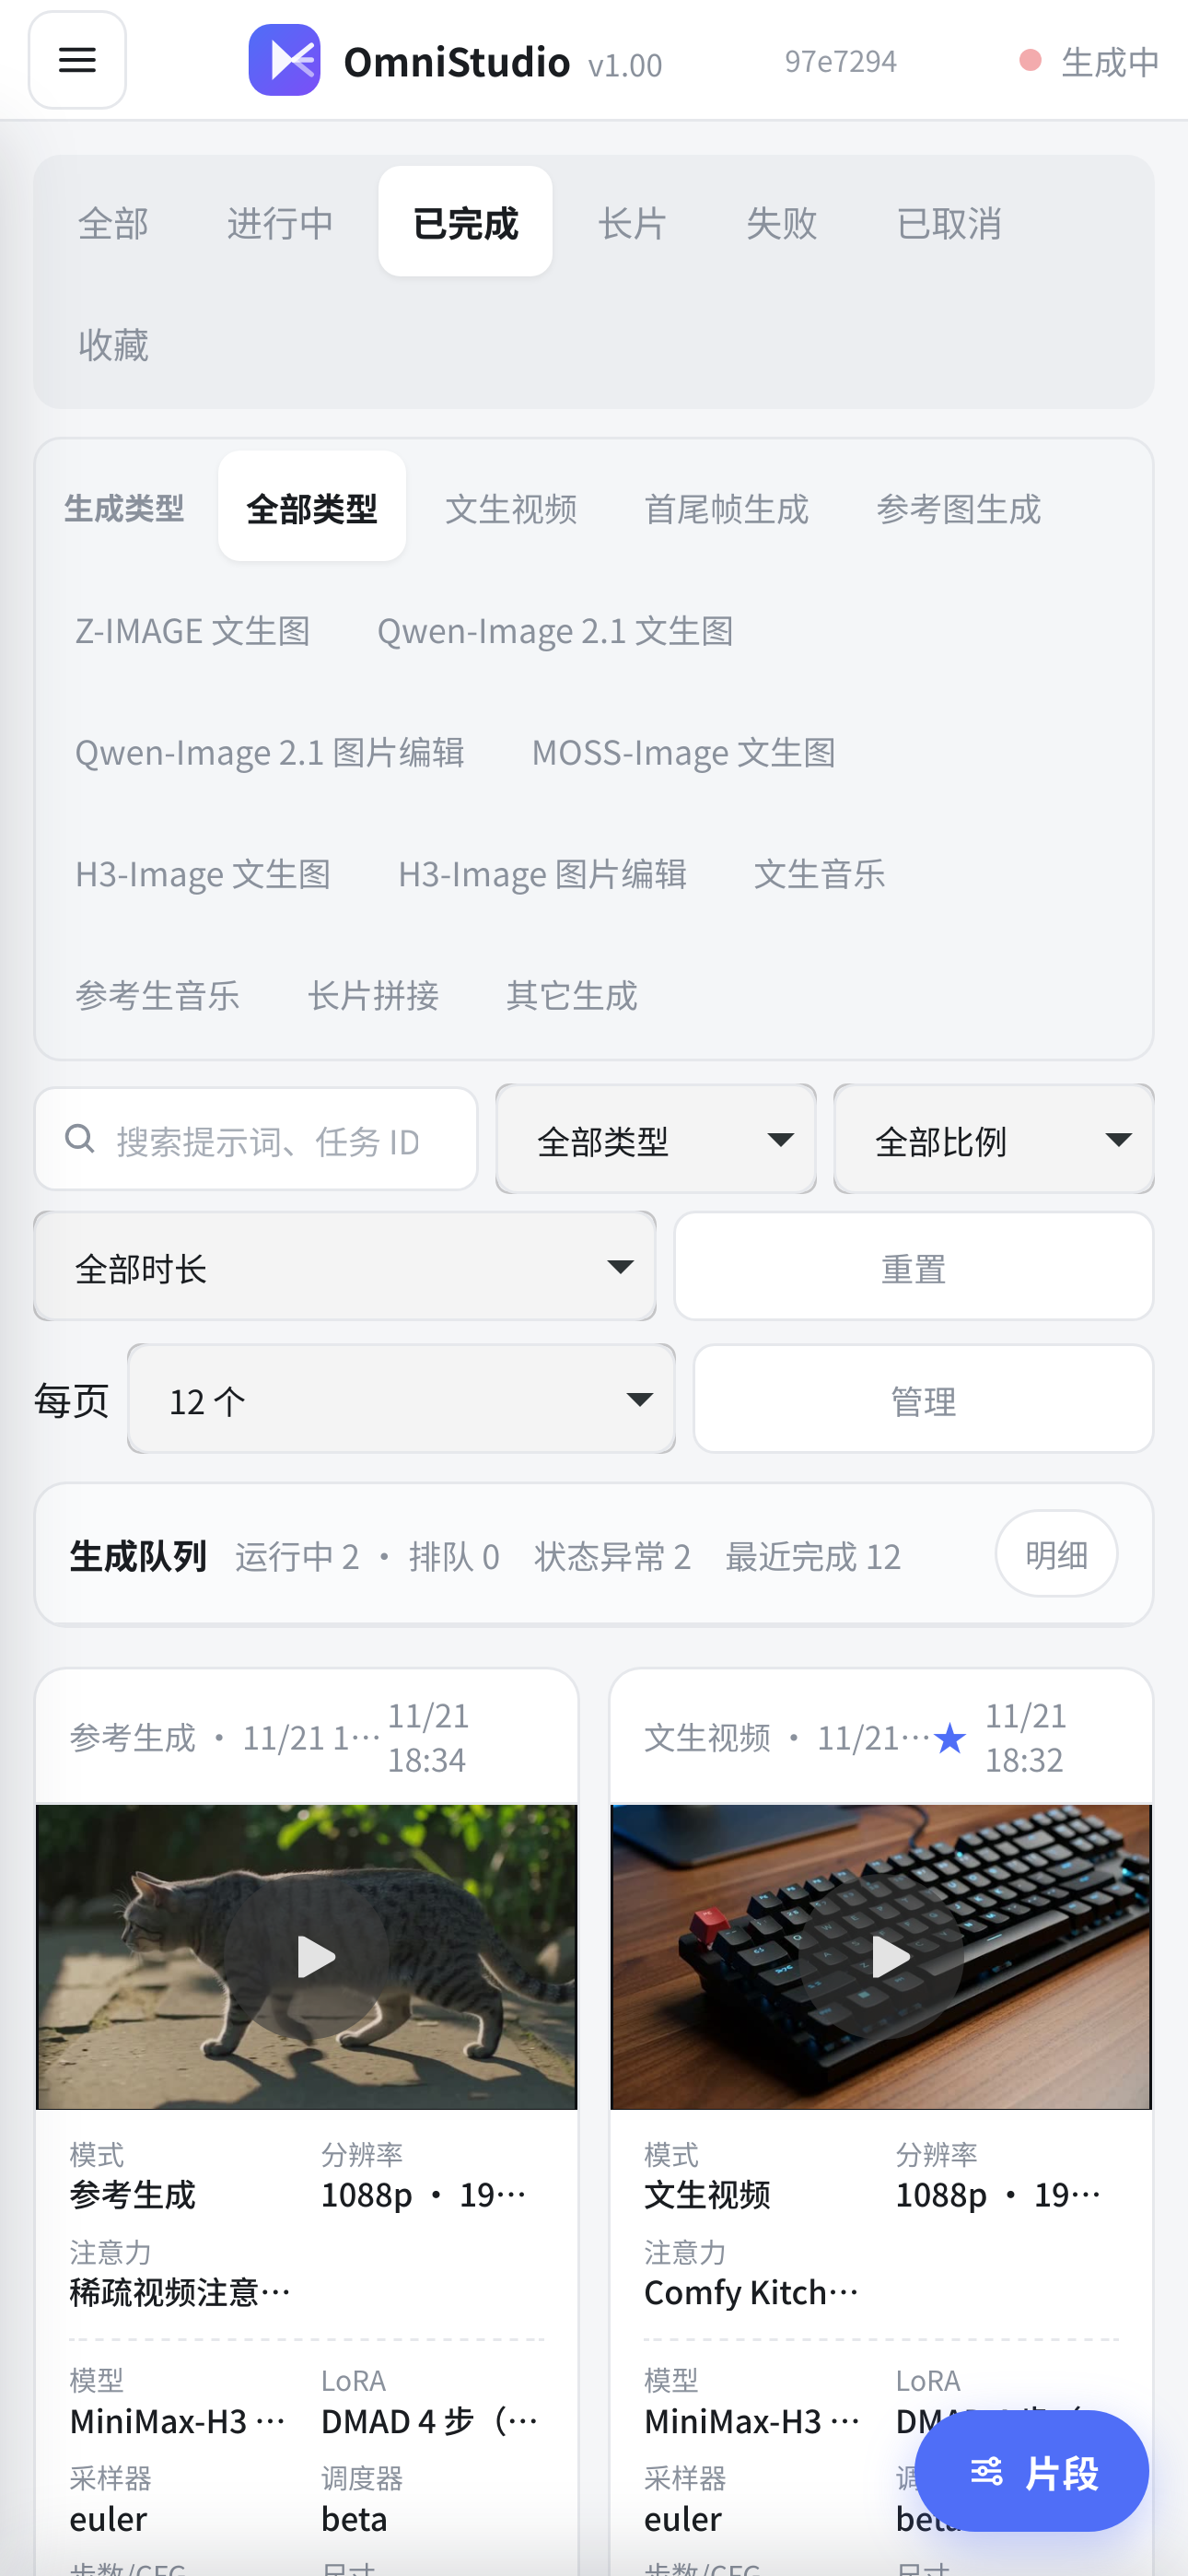 OmniStudio v1.00 97e7294 生成中
全部 进行中 已完成 长片 失败 已取消
收藏
生成类型 全部类型 文生视频 首尾帧生成 参考图生成
Z-IMAGE 文生图 Qwen-Image 2.1 文生图
Qwen-Image 2.1 图片编辑 MOSS-Image 文生图
H3-Image 文生图 H3-Image 图片编辑 文生音乐
参考生音乐 长片拼接 其它生成
搜索提示词、任务 ID 全部类型 全部比例
全部时长 重置
每页 12 个 管理
生成队列 运行中 2 · 排队 0 状态异常 2 最近完成 12 明细
参考生成 · 11/21 1… 11/21 18:34
文生视频 · 11/21…★ 11/21 18:32
模式 分辨率 模式 分辨率
参考生成 1088p · 19… 文生视频 1088p · 19…
注意力 注意力
稀疏视频注意… Comfy Kitch…
模型 LoRA 模型 LoRA
MiniMax-H3 … DMAD 4 步（… MiniMax-H3 …
采样器 调度器 采样器
euler beta euler
片段
步数/CFG 尺寸 步数/CFG 尺寸